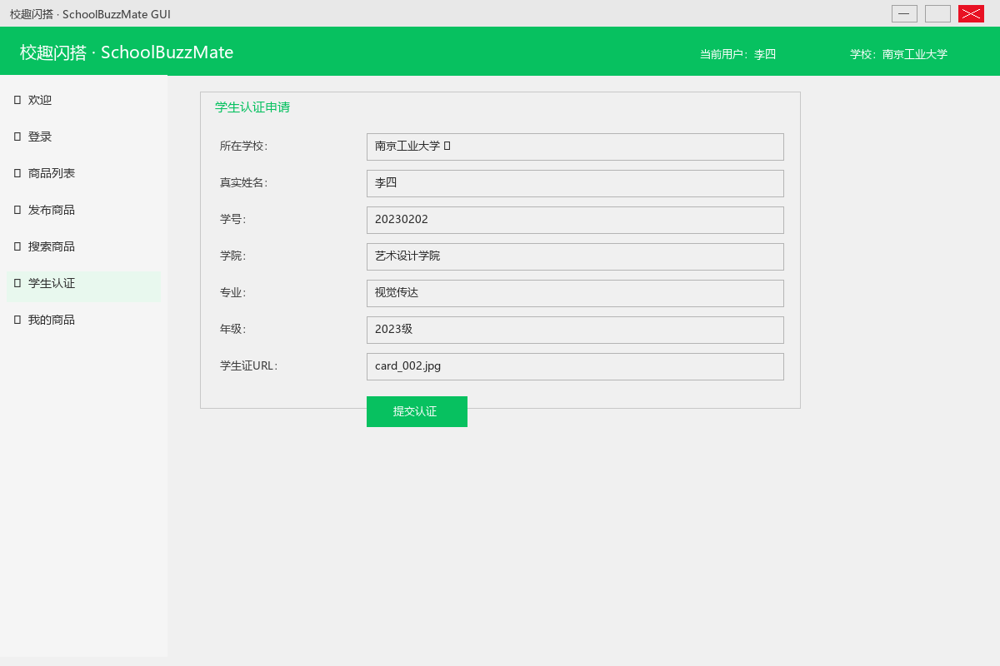 校趣闪搭 · SchoolBuzzMate GUI
校趣闪搭 · SchoolBuzzMate
当前用户：李四
学校：南京工业大学
欢迎
登录
商品列表
发布商品
搜索商品
学生认证
我的商品
学生认证申请
所在学校：
南京工业大学
真实姓名：
李四
学号：
20230202
学院：
艺术设计学院
专业：
视觉传达
年级：
2023级
学生证URL：
card_002.jpg
提交认证